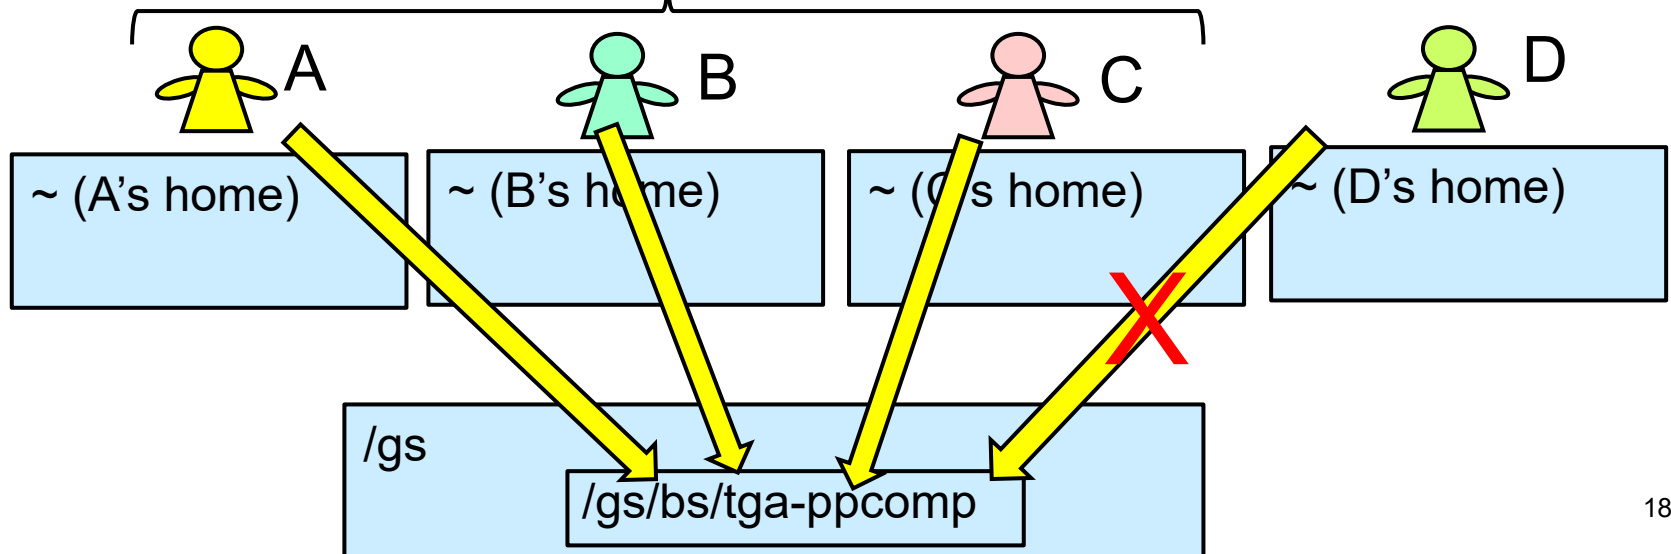 A
B
C
D
~ (A's home)
~ (B's home)
~ (C's home)
~ (D's home)
X
/gs
/gs/bs/tga-ppcomp
18